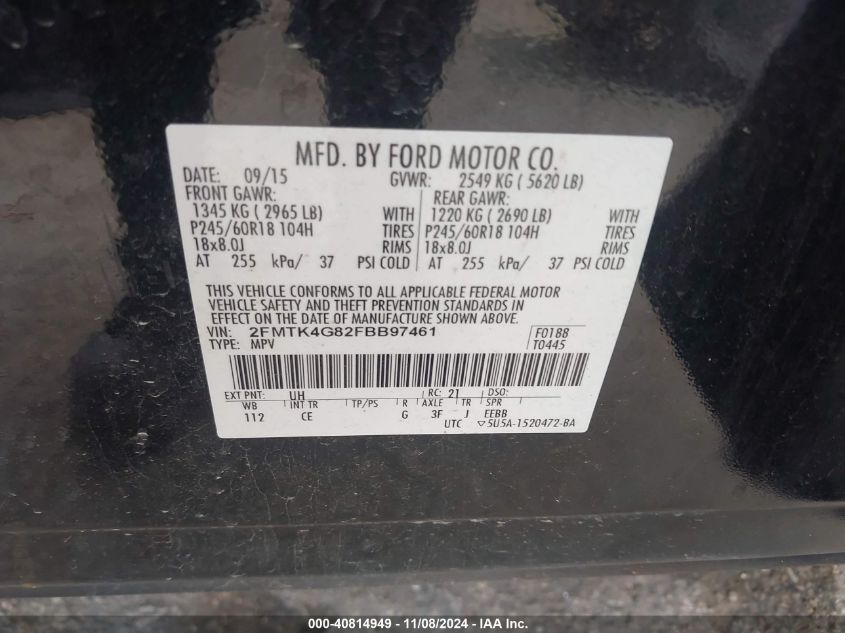 MFD. BY FORD MOTOR CO.
DATE: 09/15 GVWR: 2549 KG ( 5620 LB)
FRONT GAWR: REAR GAWR:
1345 KG ( 2965 LB) WITH 1220 KG ( 2690 LB) WITH
P245/60R18 104H TIRES P245/60R18 104H TIRES
18x8.0J RIMS 18x8.0J RIMS
AT 255 kPa/ 37 PSI COLD AT 255 kPa/ 37 PSI COLD
THIS VEHICLE CONFORMS TO ALL APPLICABLE FEDERAL MOTOR
VEHICLE SAFETY AND THEFT PREVENTION STANDARDS IN
EFFECT ON THE DATE OF MANUFACTURE SHOWN ABOVE.
VIN: 2FMTK4G82FBB97461 F0188
TYPE: MPV T0445
EXT PNT: UH RC: 21 DSO:
WB INT TR TP/PS R AXLE TR SPR
112 CE G 3F J EEBB
UTC ▽5U5A-1520472-BA
000-40814949 - 11/08/2024 - IAA Inc.